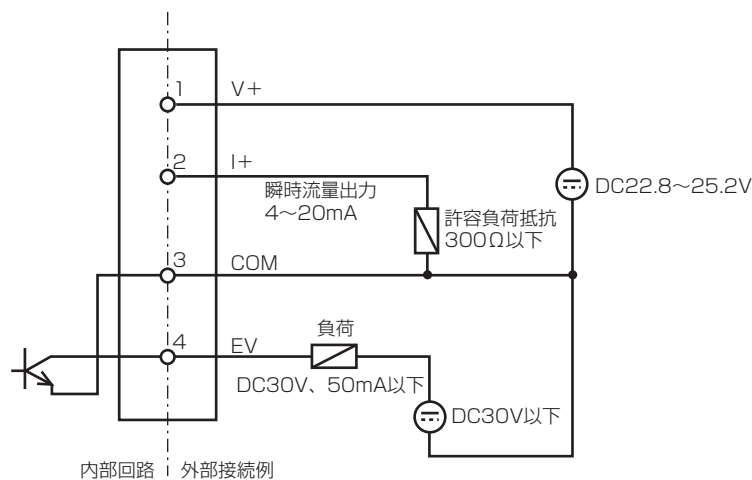 1
V+
2
I+
瞬時流量出力
4～20mA
DC22.8～25.2V
許容負荷抵抗
300Ω以下
3
COM
4
EV
負荷
DC30V、50mA以下
DC30V以下
内部回路
外部接続例